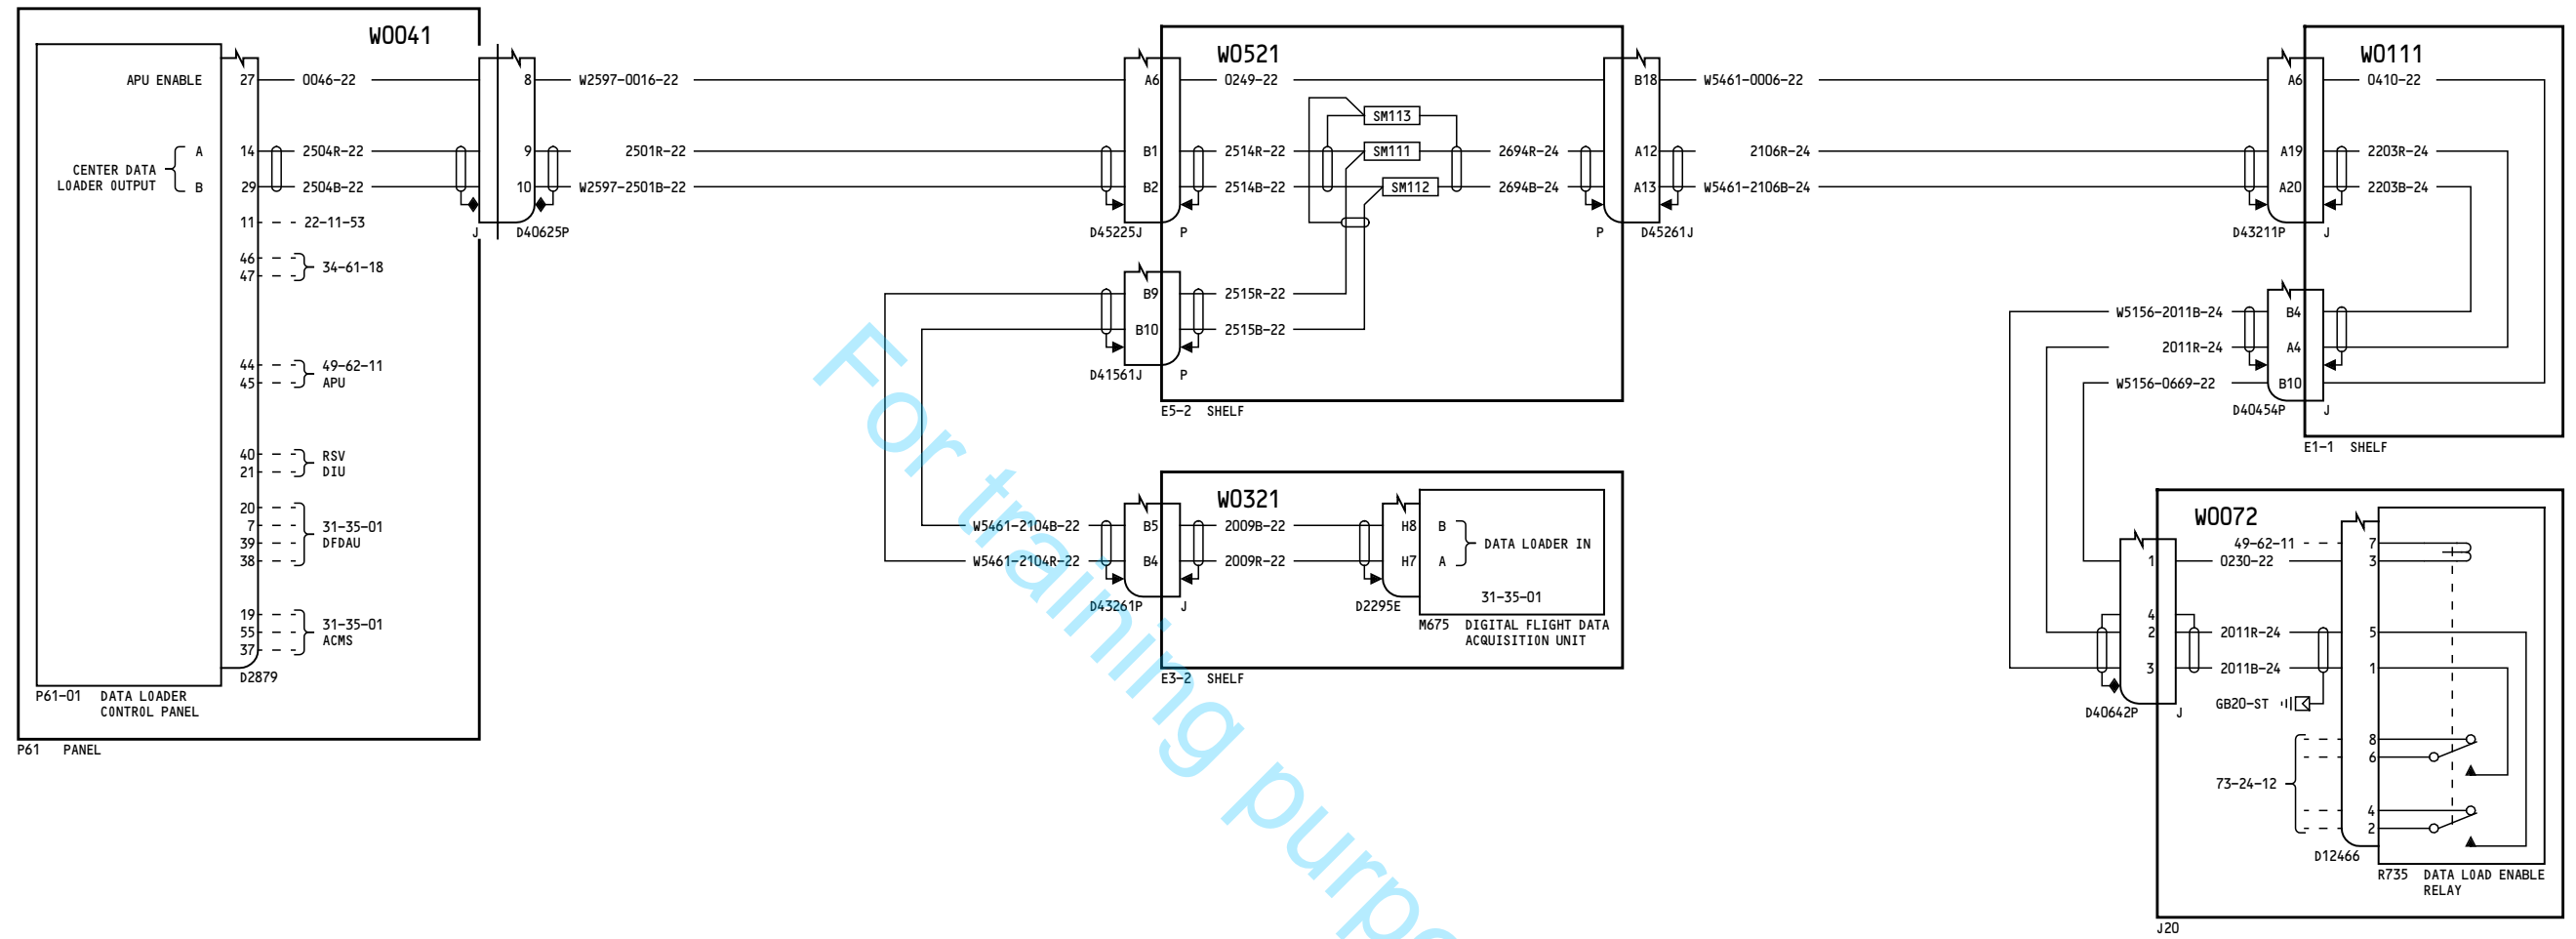 W0041
APU ENABLE 27 0046-22 8 W2597-0016-22
CENTER DATA LOADER OUTPUT
A 14 2504R-22 9 2501R-22
B 29 2504B-22 10 W2597-2501B-22
11 22-11-53
J D40625P
46
47
34-61-18
44
45
49-62-11
APU
40
21
RSV
DIU
20
7
39
38
31-35-01
DFDAU
19
55
37
31-35-01
ACMS
D2879
P61-01 DATA LOADER
CONTROL PANEL
P61 PANEL
W0521
A6 0249-22 B18 W5461-0006-22
SM113
B1 2514R-22 SM111 2694R-24 A12 2106R-24
B2 2514B-22 SM112 2694B-24 A13 W5461-2106B-24
D45225J P
P D45261J
B9 2515R-22
B10 2515B-22
D41561J P
E5-2 SHELF
W0321
W5461-2104B-22 B5 2009B-22 H8 B
W5461-2104R-22 B4 2009R-22 H7 A
DATA LOADER IN
31-35-01
D43261P J
D2295E
M675 DIGITAL FLIGHT DATA
ACQUISITION UNIT
E3-2 SHELF
W0111
A6 0410-22
A19 2203R-24
A20 2203B-24
D43211P J
W5156-2011B-24 B4
2011R-24 A4
W5156-0669-22 B10
D40454P J
E1-1 SHELF
W0072
49-62-11 7
1 0230-22 3
4
2 2011R-24 5
3 2011B-24 1
GB20-ST
D40642P J
8
6
73-24-12
4
2
D12466
R735 DATA LOAD ENABLE
RELAY
J20
For training purpo